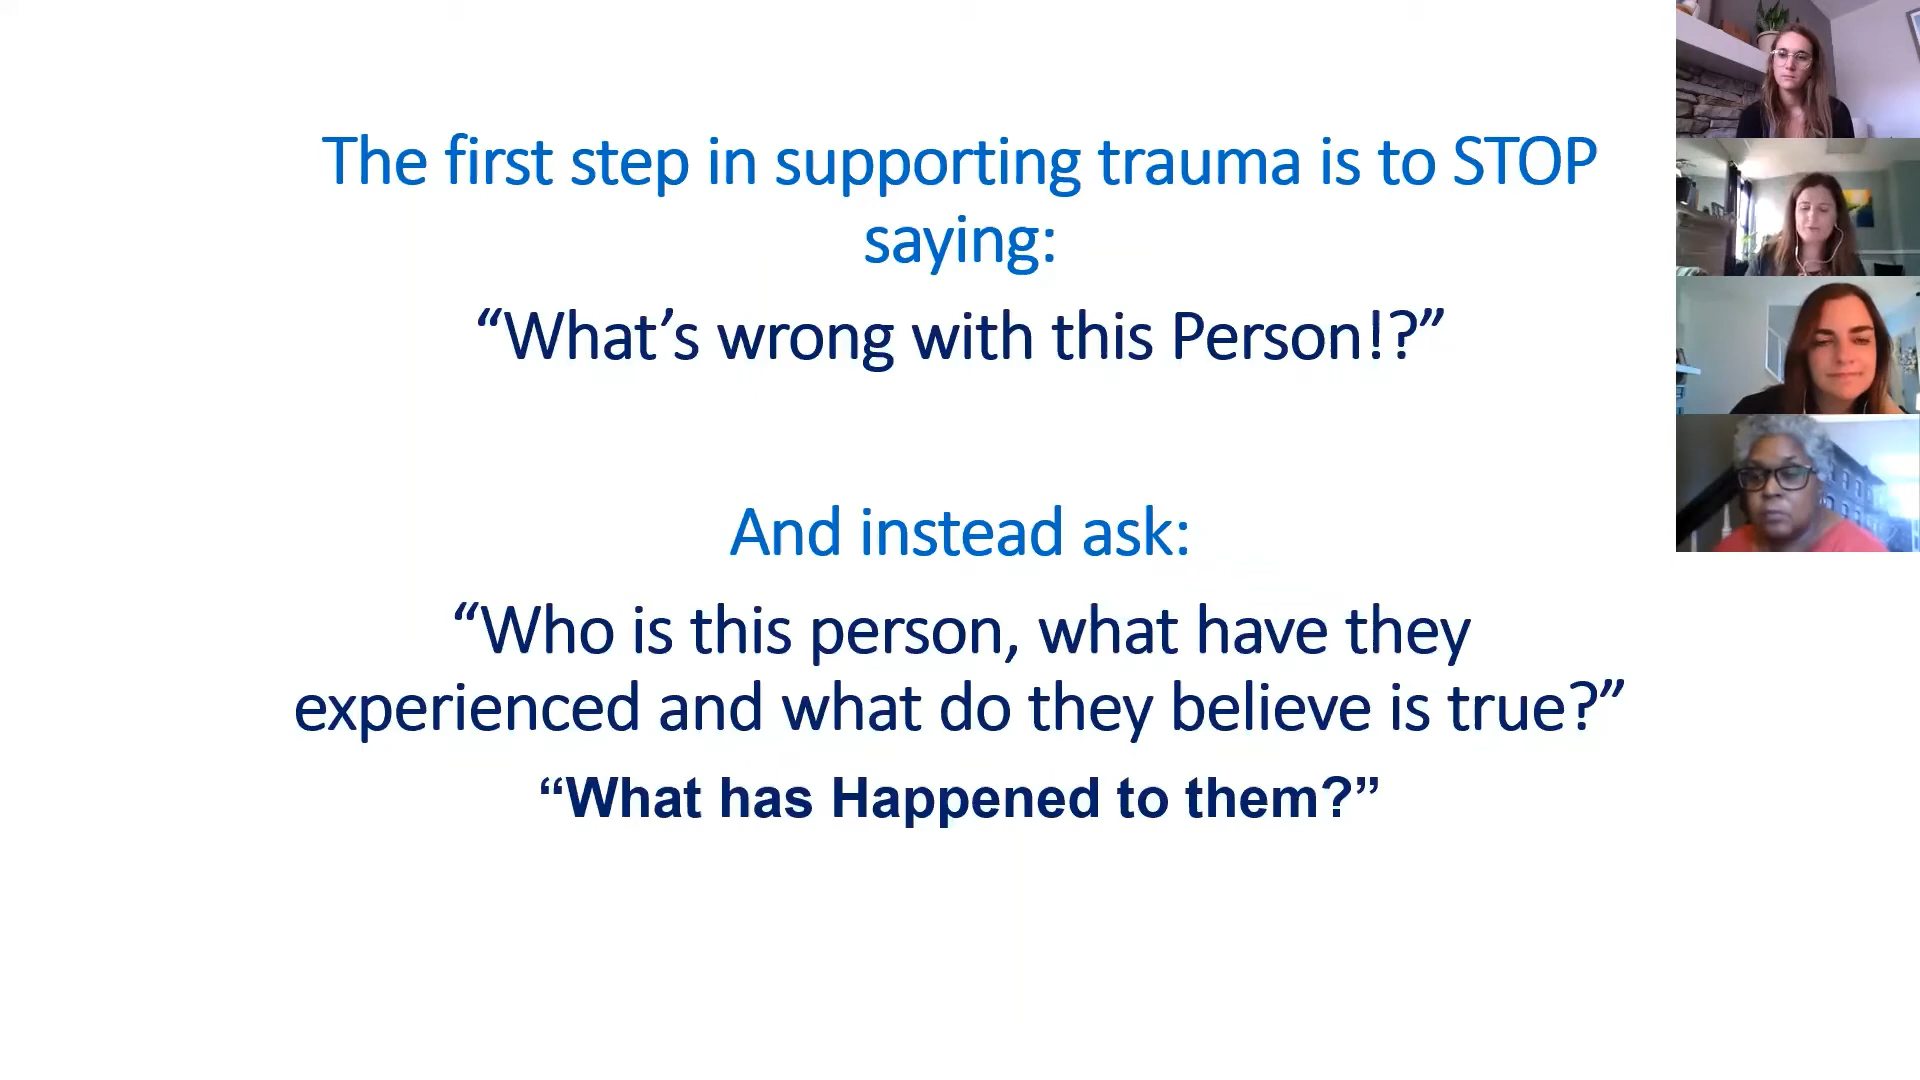 The first step in supporting trauma is to STOP
saying:
“What’s wrong with this Person!?”
And instead ask:
“Who is this person, what have they
experienced and what do they believe is true?”
“What has Happened to them?”